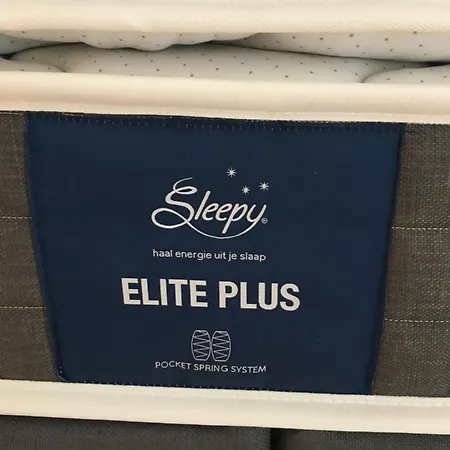 Sleepy®
haal energie uit je slaap
ELITE PLUS
POCKET SPRING SYSTEM